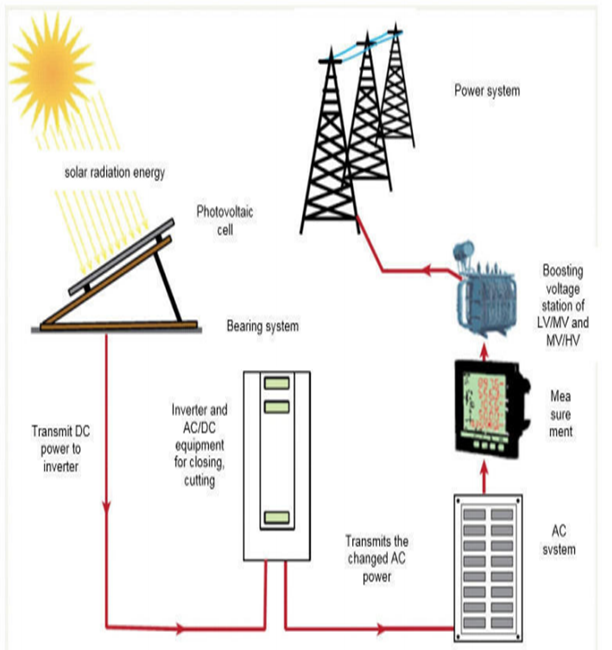 Power system
solar radiation energy
Photovoltaic
cell
Boosting
voltage
station of
LV/MV and
MV/HV
Bearing system
Inverter and
AC/DC
equipment
for closing,
cutting
Transmit DC
power to
inverter
Mea
sure
ment
Transmits the
changed AC
power
AC
svstem